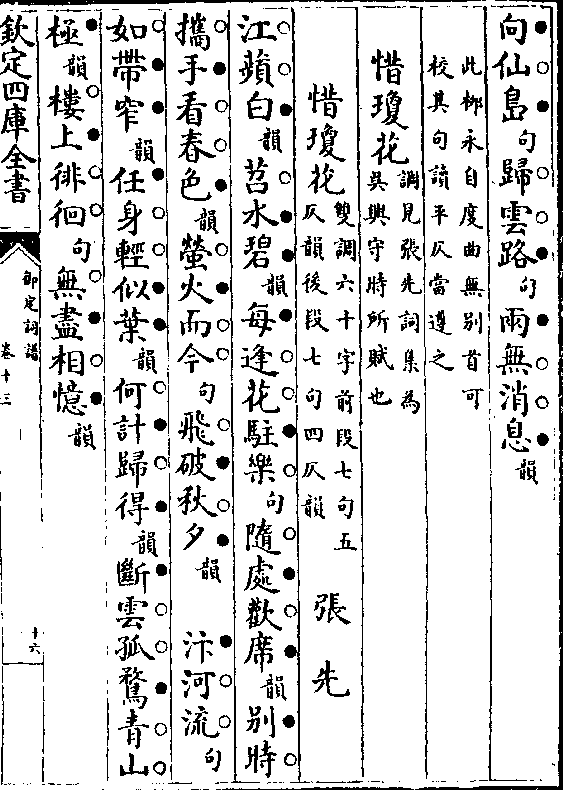 向仙島句歸雲路句雨無消息韻
此柳永自度曲無别首可
校其句讀平仄當遵之
惜瓊花調見張先詞集為
吳興守時所賦也
惜瓊花雙調六十字前段七句五
仄韻後段七句四仄韻 張先
江蘋白韻苕水碧韻每逢花駐樂句隨處歡席韻别時
攜手看春色韻螢火而今句飛破秋夕韻 汴河流句
如帶窄韻任身輕似葉韻何計歸得韻斷雲孤鶩青山
極韻樓上徘徊句無盡相憶韻
欽定四庫全書
御定詞譜
卷十三
十六